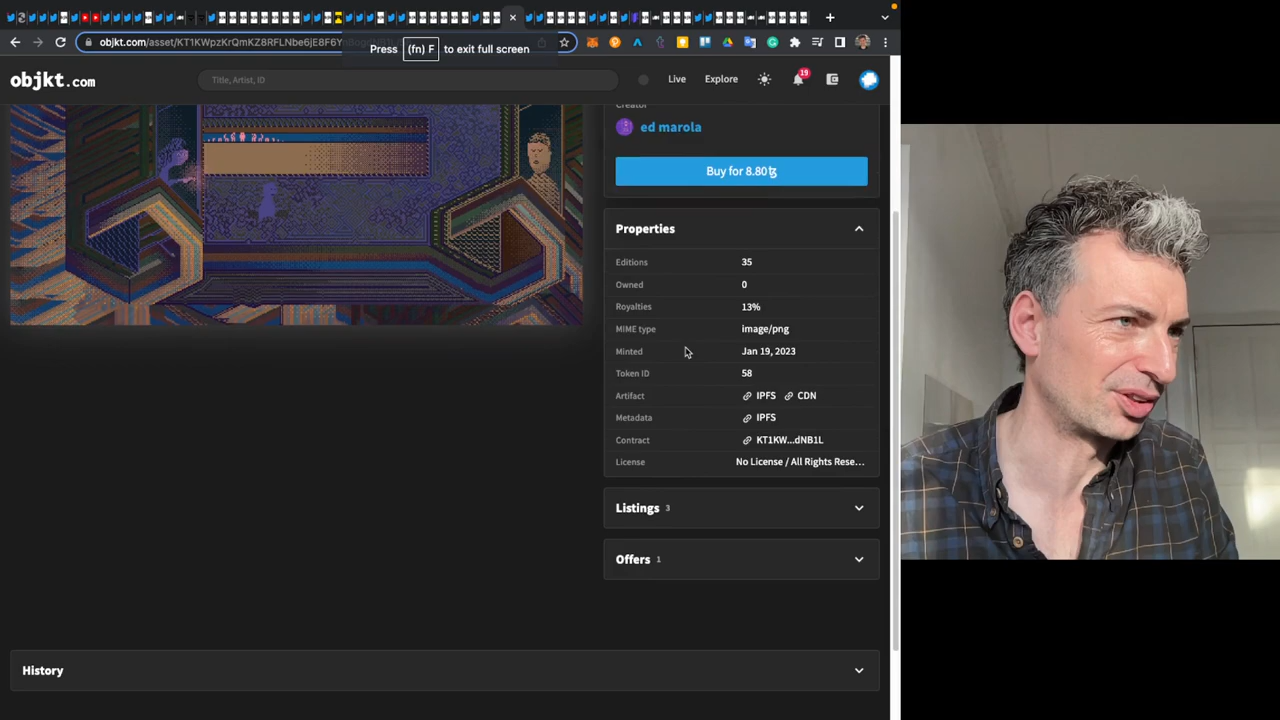 objkt.com/asset/KT1KWpzKrQmKZ8RFLNbe6jE8F6Y
Press (fn) F to exit full screen
objkt.com
Title, Artist, ID
Live
Explore
19
Creator
ed marola
Buy for 8.80ꜩ
Properties
Editions 35
Owned 0
Royalties 13%
MIME type image/png
Minted Jan 19, 2023
Token ID 58
Artifact IPFS CDN
Metadata IPFS
Contract KT1KW...dNB1L
License No License / All Rights Rese...
Listings 3
Offers 1
History